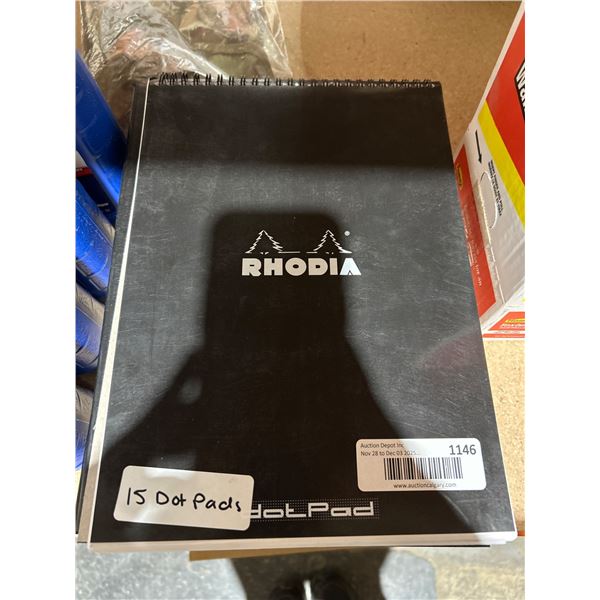 RHODIA
®
Auction Depot Inc
Nov 28 to Dec 03 2025
1146
www.auctioncalgary.com
15 Dot Pads
dotPad